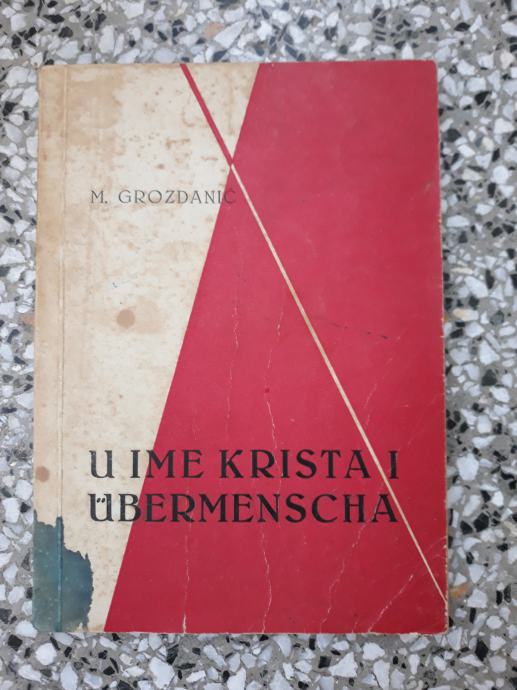 M. GROZDANIĆ
U IME KRISTA I
ÜBERMENSCHA